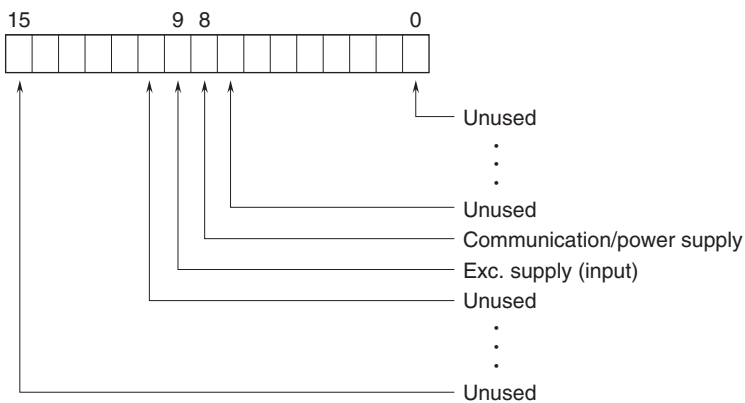 15 9 8 0
Unused
.
.
.
Unused
Communication/power supply
Exc. supply (input)
Unused
.
.
.
Unused